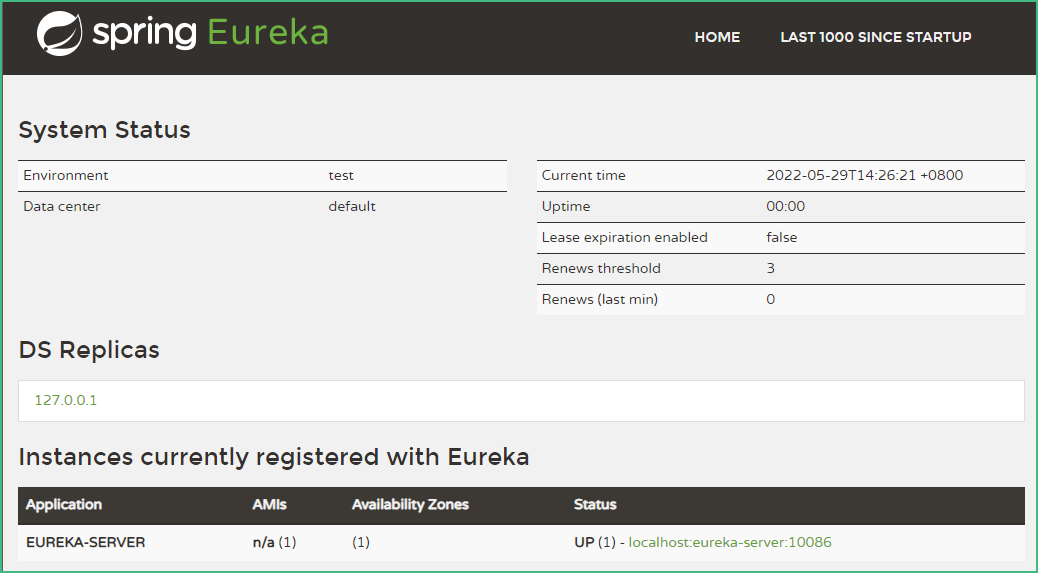 spring Eureka
HOME LAST 1000 SINCE STARTUP
System Status
Environment test
Data center default
Current time 2022-05-29T14:26:21 +0800
Uptime 00:00
Lease expiration enabled false
Renews threshold 3
Renews (last min) 0
DS Replicas
127.0.0.1
Instances currently registered with Eureka
Application AMIs Availability Zones Status
EUREKA-SERVER n/a (1) (1) UP (1) - localhost:eureka-server:10086